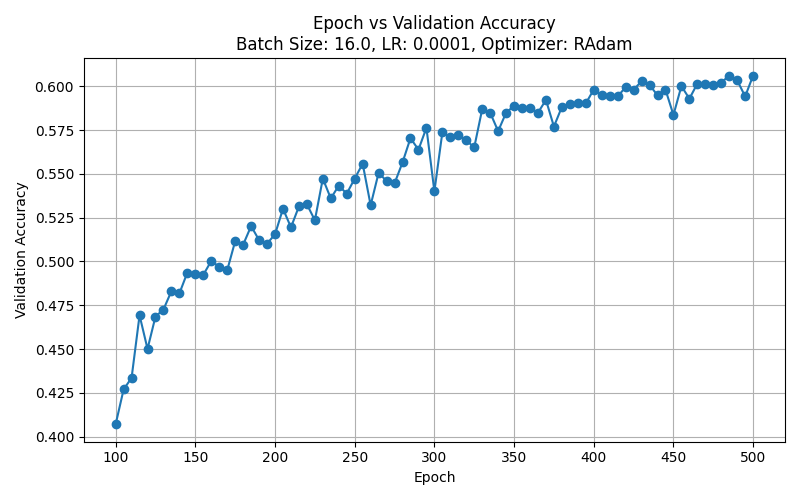 Epoch vs Validation Accuracy
Batch Size: 16.0, LR: 0.0001, Optimizer: RAdam
Validation Accuracy
0.600
0.575
0.550
0.525
0.500
0.475
0.450
0.425
0.400
100 150 200 250 300 350 400 450 500
Epoch